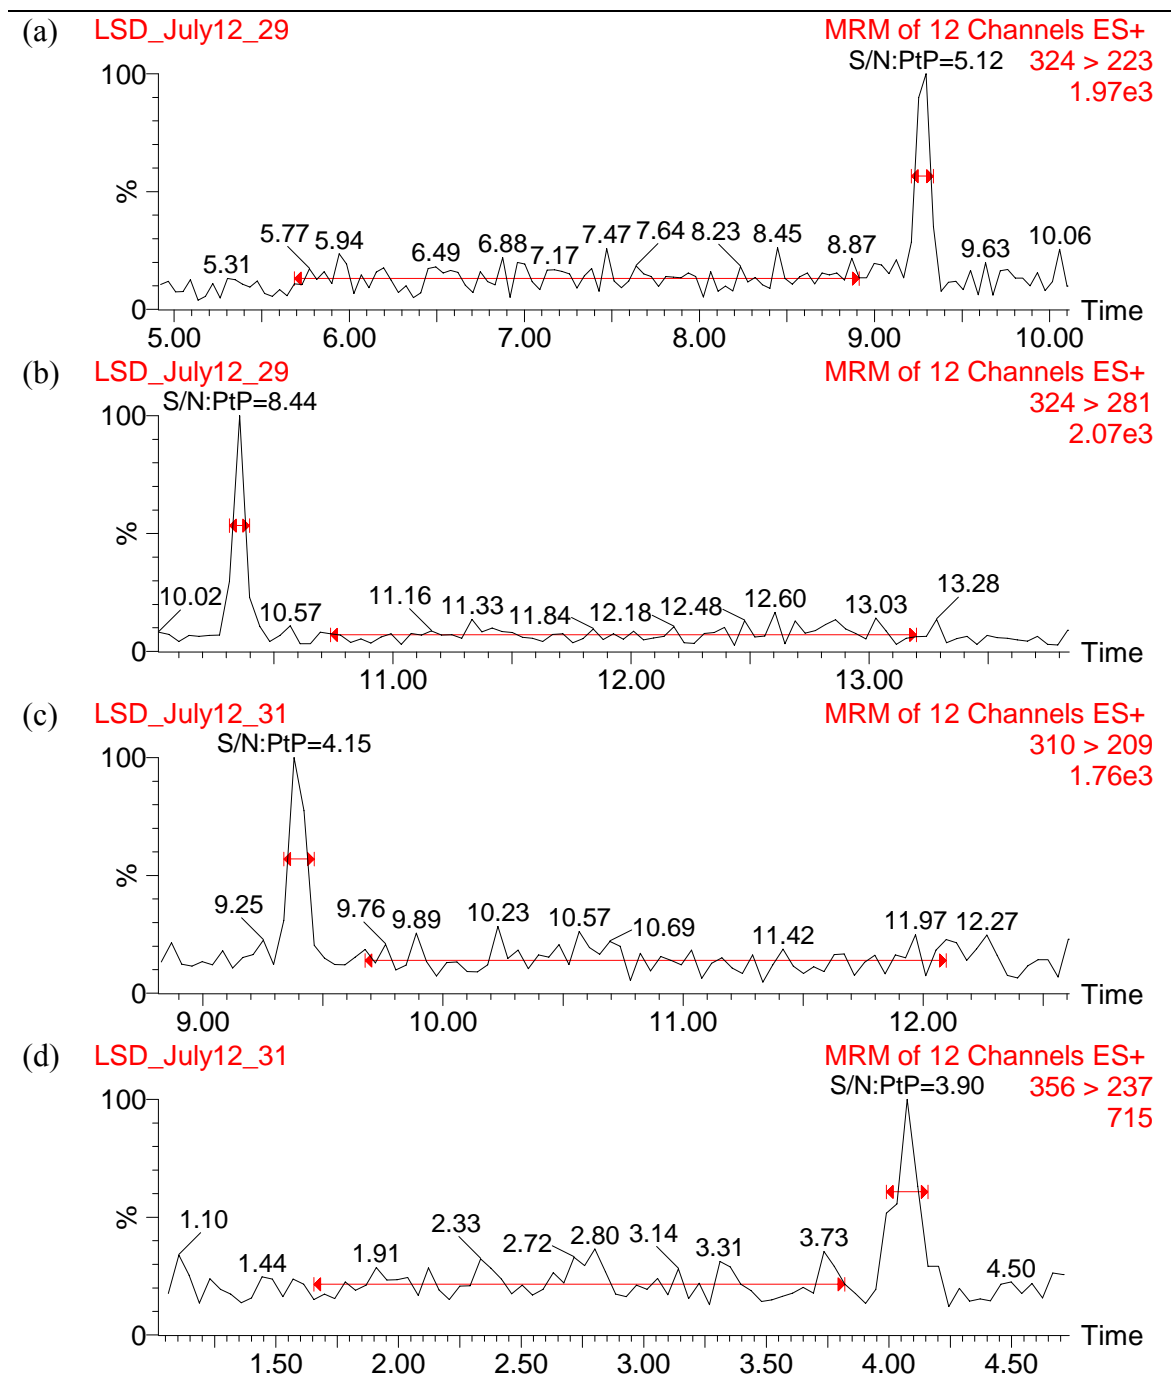 (a) LSD_July12_29 MRM of 12 Channels ES+
S/N:PtP=5.12 324 > 223
1.97e3
100
%
0
5.31 5.77 5.94 6.49 6.88 7.17 7.47 7.64 8.23 8.45 8.87 9.63 10.06
Time
5.00 6.00 7.00 8.00 9.00 10.00
(b) LSD_July12_29 MRM of 12 Channels ES+
S/N:PtP=8.44 324 > 281
2.07e3
100
%
0
10.02 10.57 11.16 11.33 11.84 12.18 12.48 12.60 13.03 13.28
Time
11.00 12.00 13.00
(c) LSD_July12_31 MRM of 12 Channels ES+
S/N:PtP=4.15 310 > 209
1.76e3
100
%
0
9.25 9.76 9.89 10.23 10.57 10.69 11.42 11.97 12.27
Time
9.00 10.00 11.00 12.00
(d) LSD_July12_31 MRM of 12 Channels ES+
S/N:PtP=3.90 356 > 237
715
100
%
0
1.10 1.44 1.91 2.33 2.72 2.80 3.14 3.31 3.73 4.50
Time
1.50 2.00 2.50 3.00 3.50 4.00 4.50